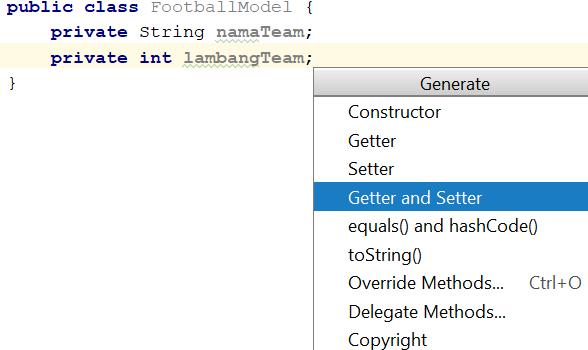 public class FootballModel {
private String namaTeam;
private int lambangTeam;
}
Generate
Constructor
Getter
Setter
Getter and Setter
equals() and hashCode()
toString()
Override Methods... Ctrl+O
Delegate Methods...
Copyright